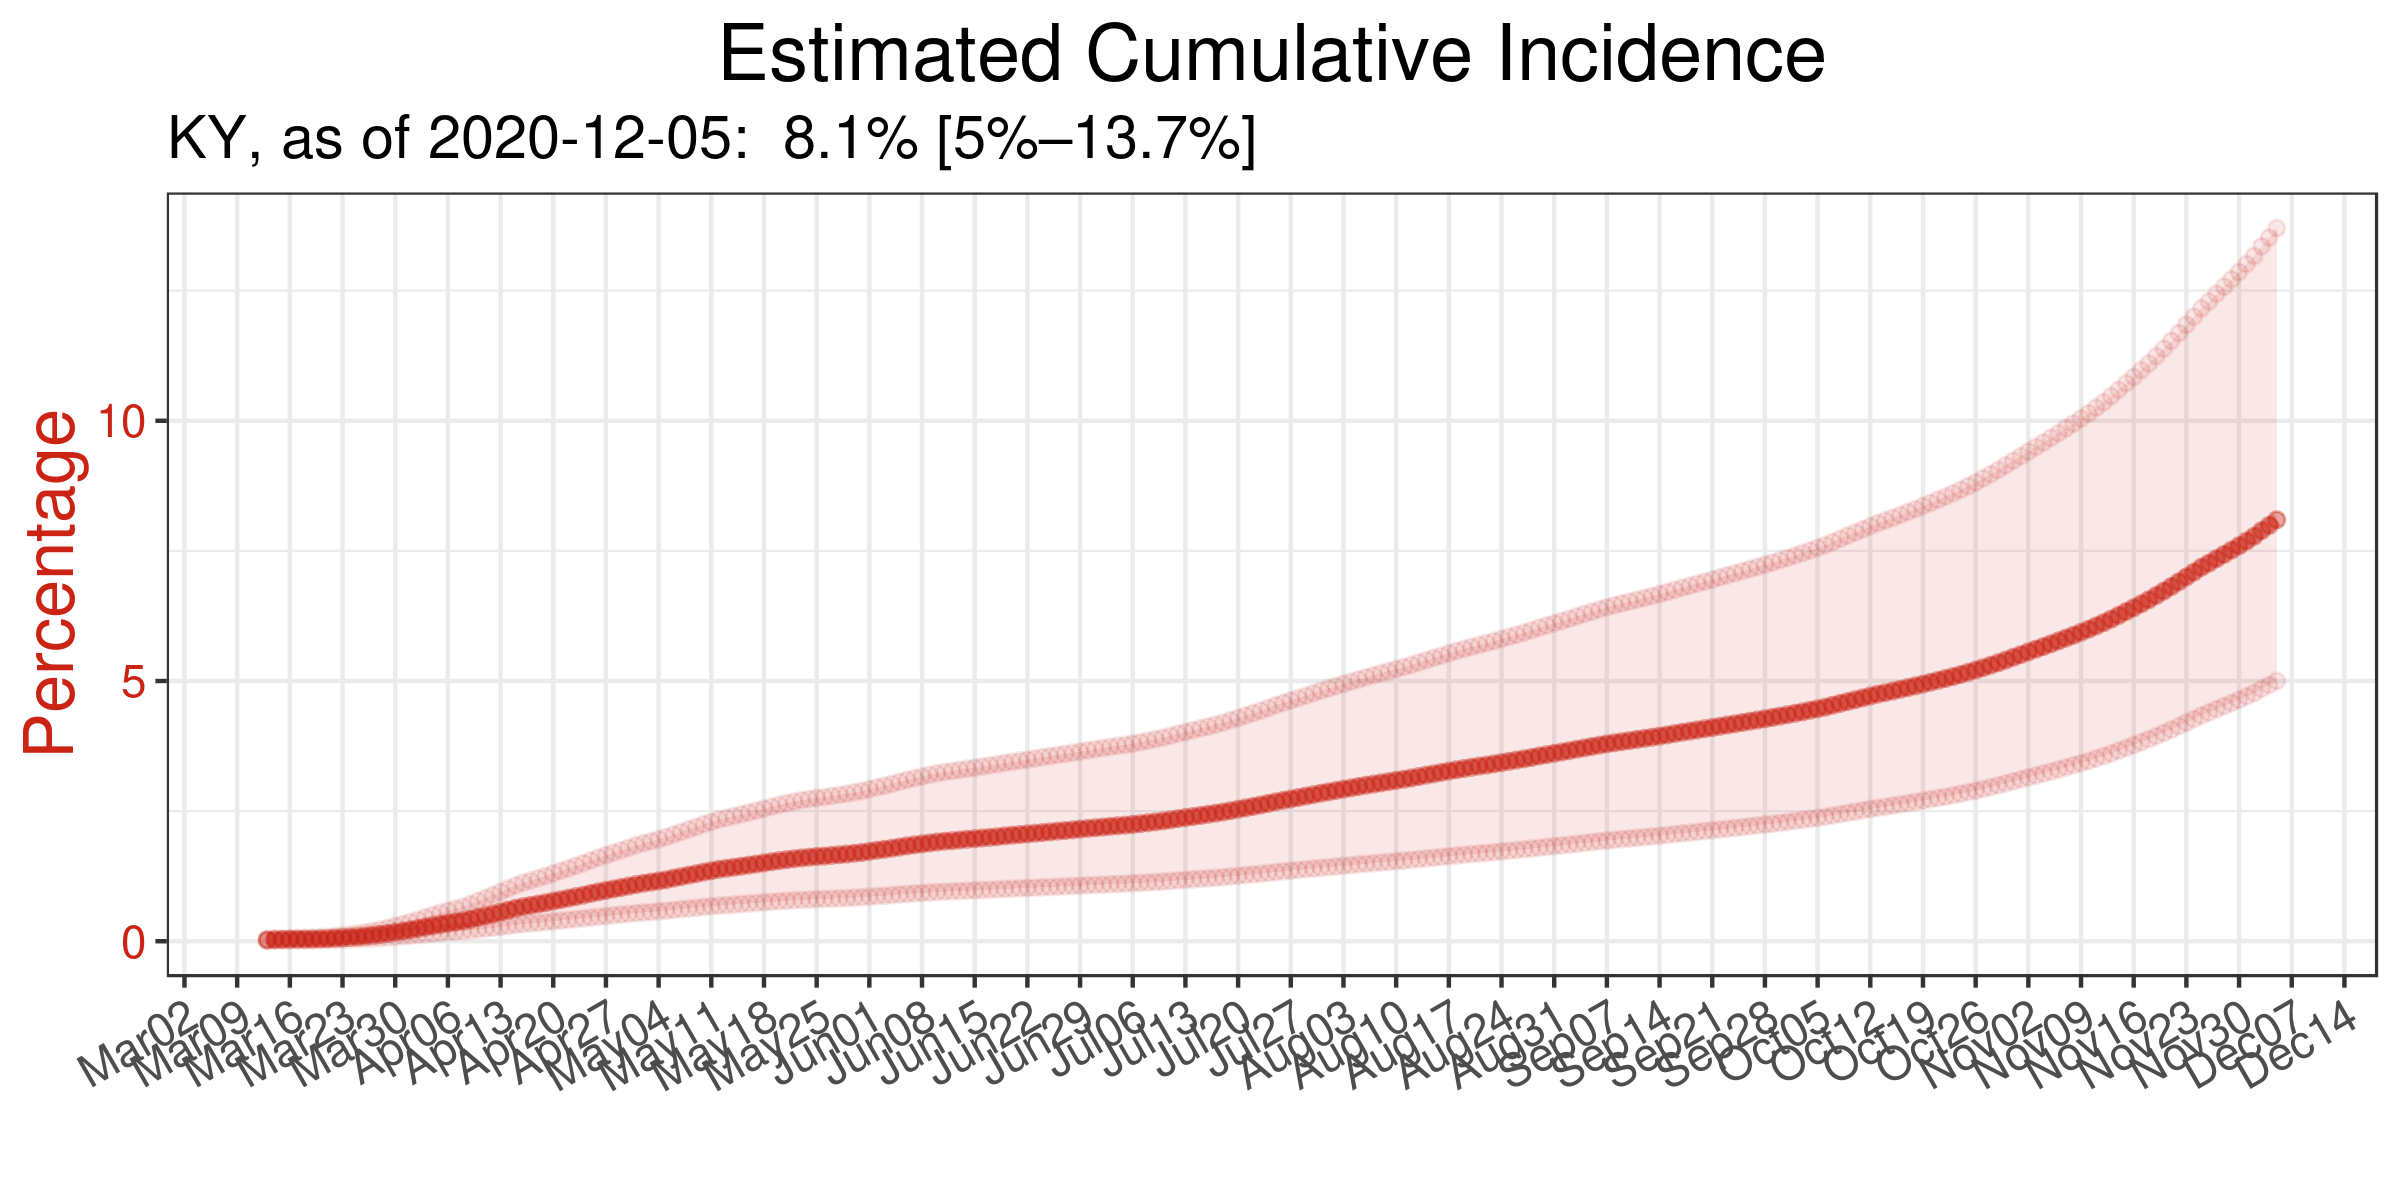 Estimated Cumulative Incidence
KY, as of 2020-12-05:  8.1% [5%–13.7%]
Percentage
10
5
0
Mar02
Mar09
Mar16
Mar23
Mar30
Apr06
Apr13
Apr20
Apr27
May04
May11
May18
May25
Jun01
Jun08
Jun15
Jun22
Jun29
Jul06
Jul13
Jul20
Jul27
Aug03
Aug10
Aug17
Aug24
Aug31
Sep07
Sep14
Sep21
Sep28
Oct05
Oct12
Oct19
Oct26
Nov02
Nov09
Nov16
Nov23
Nov30
Dec07
Dec14